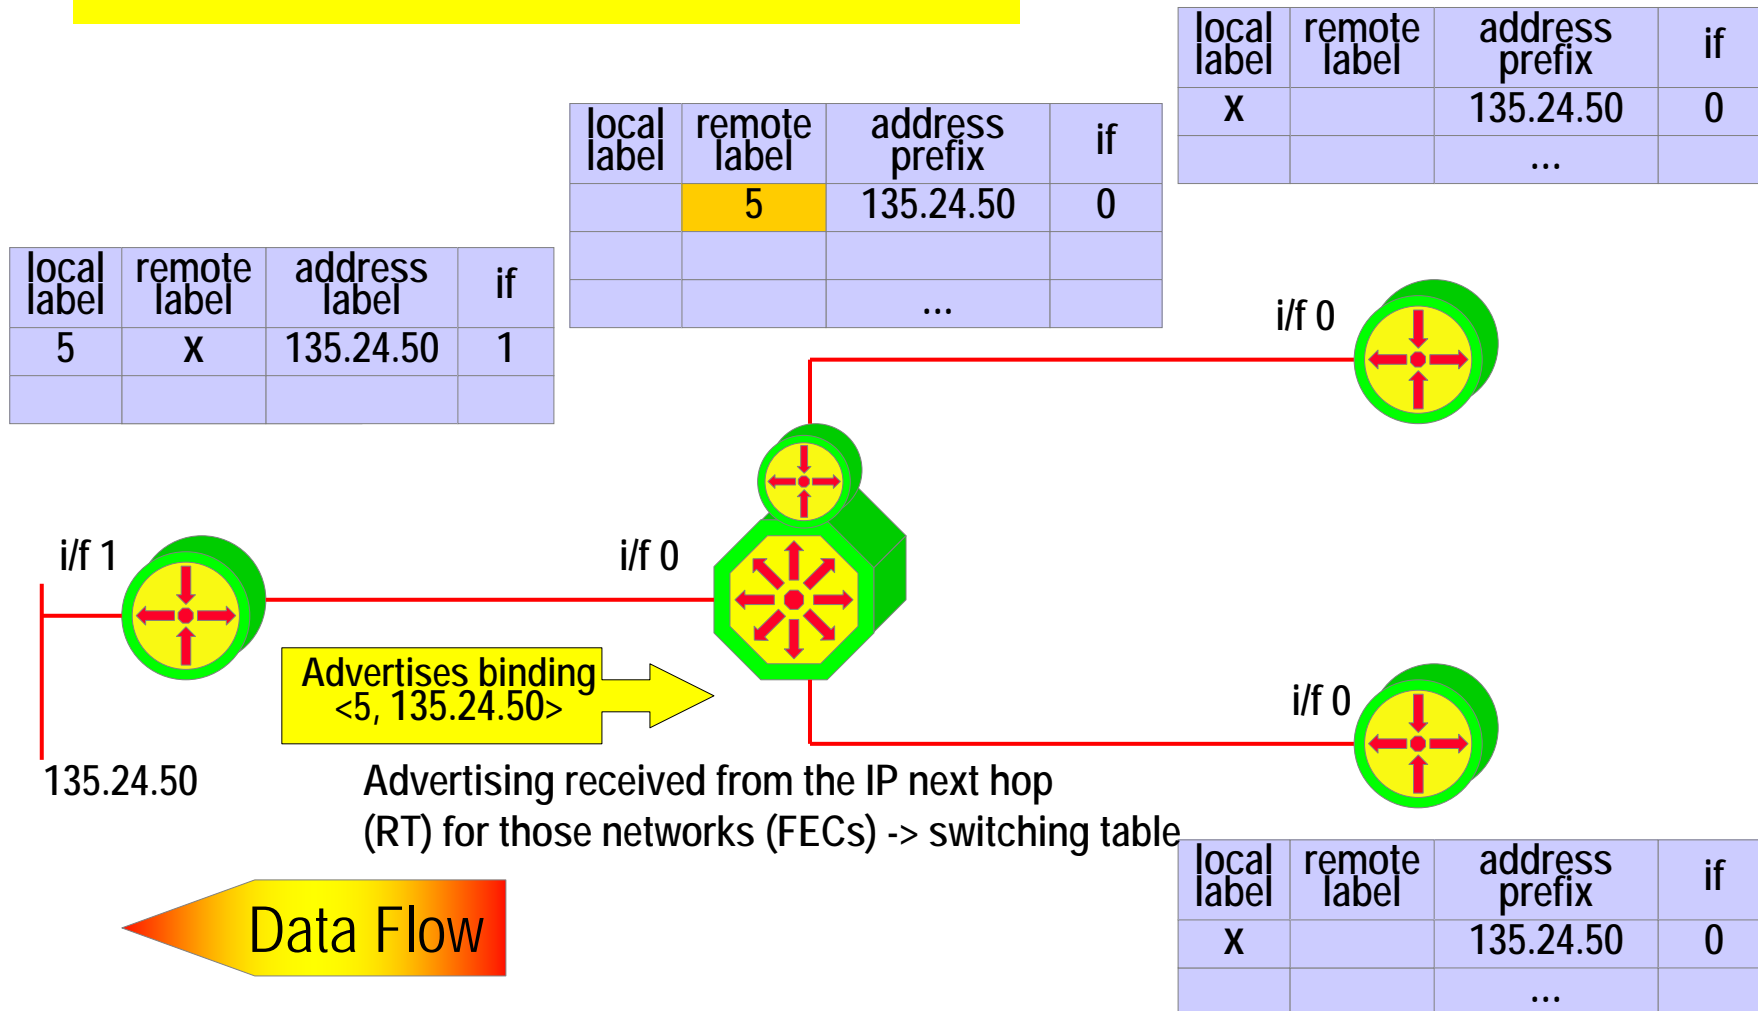 local label remote label address prefix if
X 135.24.50 0
...
local label remote label address prefix if
5 135.24.50 0
...
local label remote label address label if
5 X 135.24.50 1
i/f 0
i/f 1
i/f 0
Advertises binding
<5, 135.24.50>
i/f 0
135.24.50
Advertising received from the IP next hop
(RT) for those networks (FECs) -> switching table
Data Flow
local label remote label address prefix if
X 135.24.50 0
...